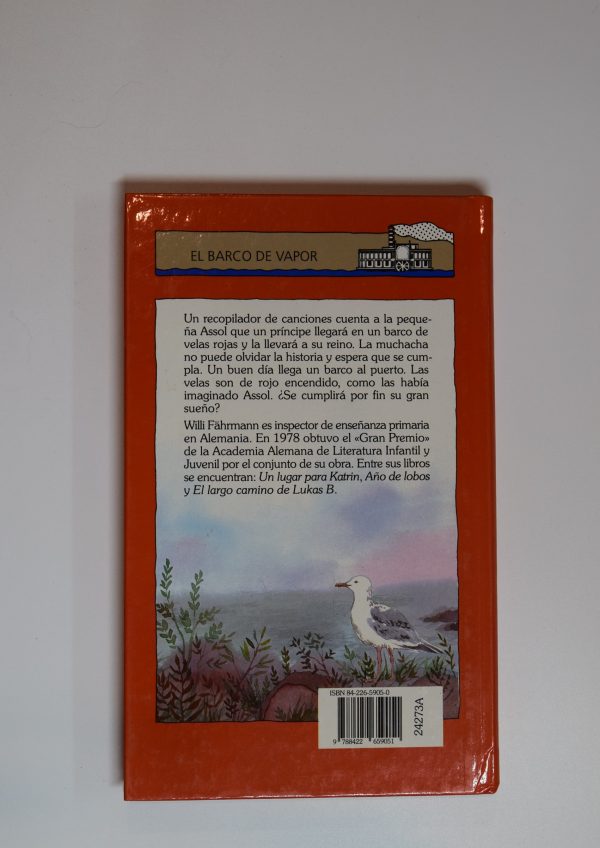 EL BARCO DE VAPOR
Un recopilador de canciones cuenta a la peque-
ña Assol que un príncipe llegará en un barco de
velas rojas y la llevará a su reino. La muchacha
no puede olvidar la historia y espera que se cum-
pla. Un buen día llega un barco al puerto. Las
velas son de rojo encendido, como las había
imaginado Assol. ¿Se cumplirá por fin su gran
sueño?
Willi Fährmann es inspector de enseñanza primaria
en Alemania. En 1978 obtuvo el «Gran Premio»
de la Academia Alemana de Literatura Infantil y
Juvenil por el conjunto de su obra. Entre sus libros
se encuentran: Un lugar para Katrin, Año de lobos
y El largo camino de Lukas B.
ISBN 84-226-5905-0
9 788422 659051
24273A